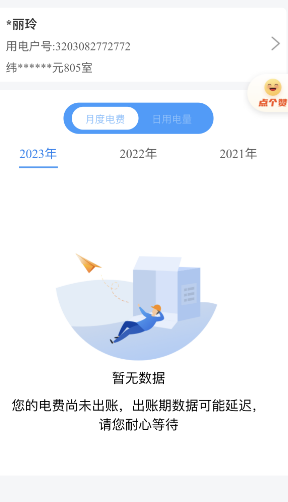 *丽玲
用电户号:3203082772772
纬******元805室
点个赞
月度电费 日用电量
2023年 2022年 2021年
暂无数据
您的电费尚未出账，出账期数据可能延迟，
请您耐心等待